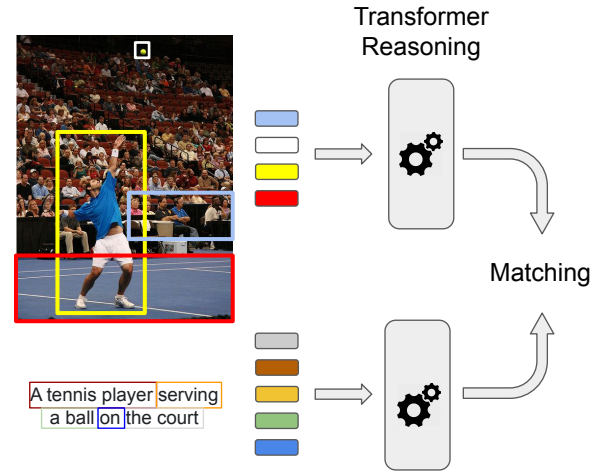 Transformer
Reasoning
Matching
A tennis player serving
a ball on the court